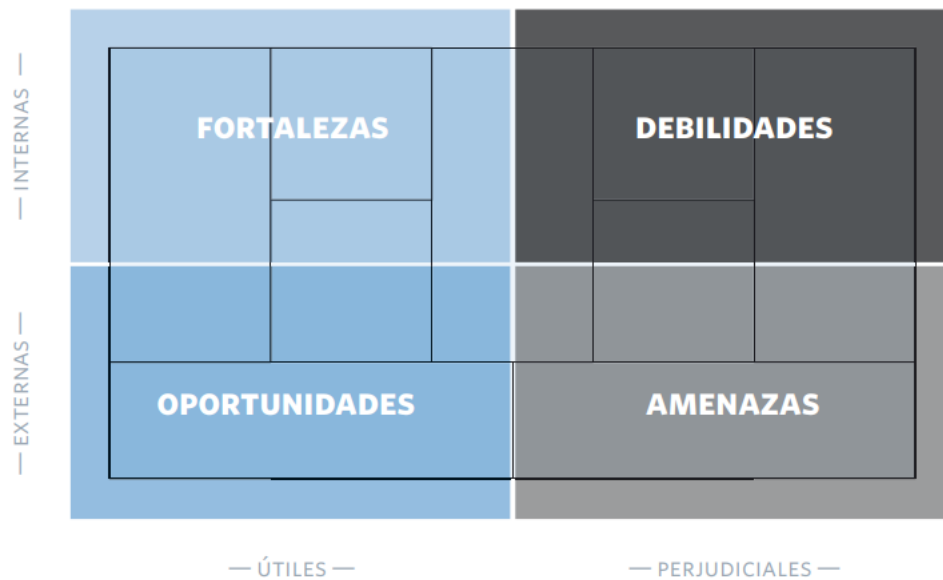 — INTERNAS —
FORTALEZAS
DEBILIDADES
— EXTERNAS —
OPORTUNIDADES
AMENAZAS
— ÚTILES —
— PERJUDICIALES —